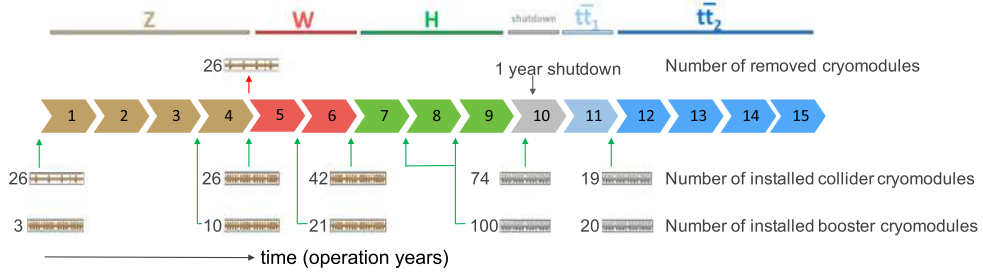 Z W H shutdown t̅t̅₁ t̅t̅₂
26 Number of removed cryomodules
1 year shutdown
1 2 3 4 5 6 7 8 9 10 11 12 13 14 15
26 26 42 74 19 Number of installed collider cryomodules
3 10 21 100 20 Number of installed booster cryomodules
time (operation years)